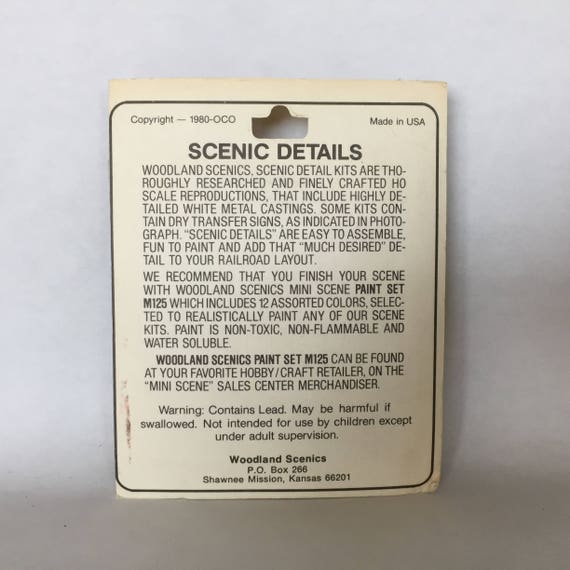 Copyright — 1980-OCO
Made in USA
SCENIC DETAILS
WOODLAND SCENICS, SCENIC DETAIL KITS ARE THO-
ROUGHLY RESEARCHED AND FINELY CRAFTED HO
SCALE REPRODUCTIONS, THAT INCLUDE HIGHLY DE-
TAILED WHITE METAL CASTINGS. SOME KITS CON-
TAIN DRY TRANSFER SIGNS, AS INDICATED IN PHOTO-
GRAPH. "SCENIC DETAILS" ARE EASY TO ASSEMBLE,
FUN TO PAINT AND ADD THAT "MUCH DESIRED" DE-
TAIL TO YOUR RAILROAD LAYOUT.
WE RECOMMEND THAT YOU FINISH YOUR SCENE
WITH WOODLAND SCENICS MINI SCENE PAINT SET
M125 WHICH INCLUDES 12 ASSORTED COLORS, SELEC-
TED TO REALISTICALLY PAINT ANY OF OUR SCENE
KITS. PAINT IS NON-TOXIC, NON-FLAMMABLE AND
WATER SOLUBLE.
WOODLAND SCENICS PAINT SET M125 CAN BE FOUND
AT YOUR FAVORITE HOBBY/CRAFT RETAILER, ON THE
"MINI SCENE" SALES CENTER MERCHANDISER.
Warning: Contains Lead. May be harmful if
swallowed. Not intended for use by children except
under adult supervision.
Woodland Scenics
P.O. Box 266
Shawnee Mission, Kansas 66201